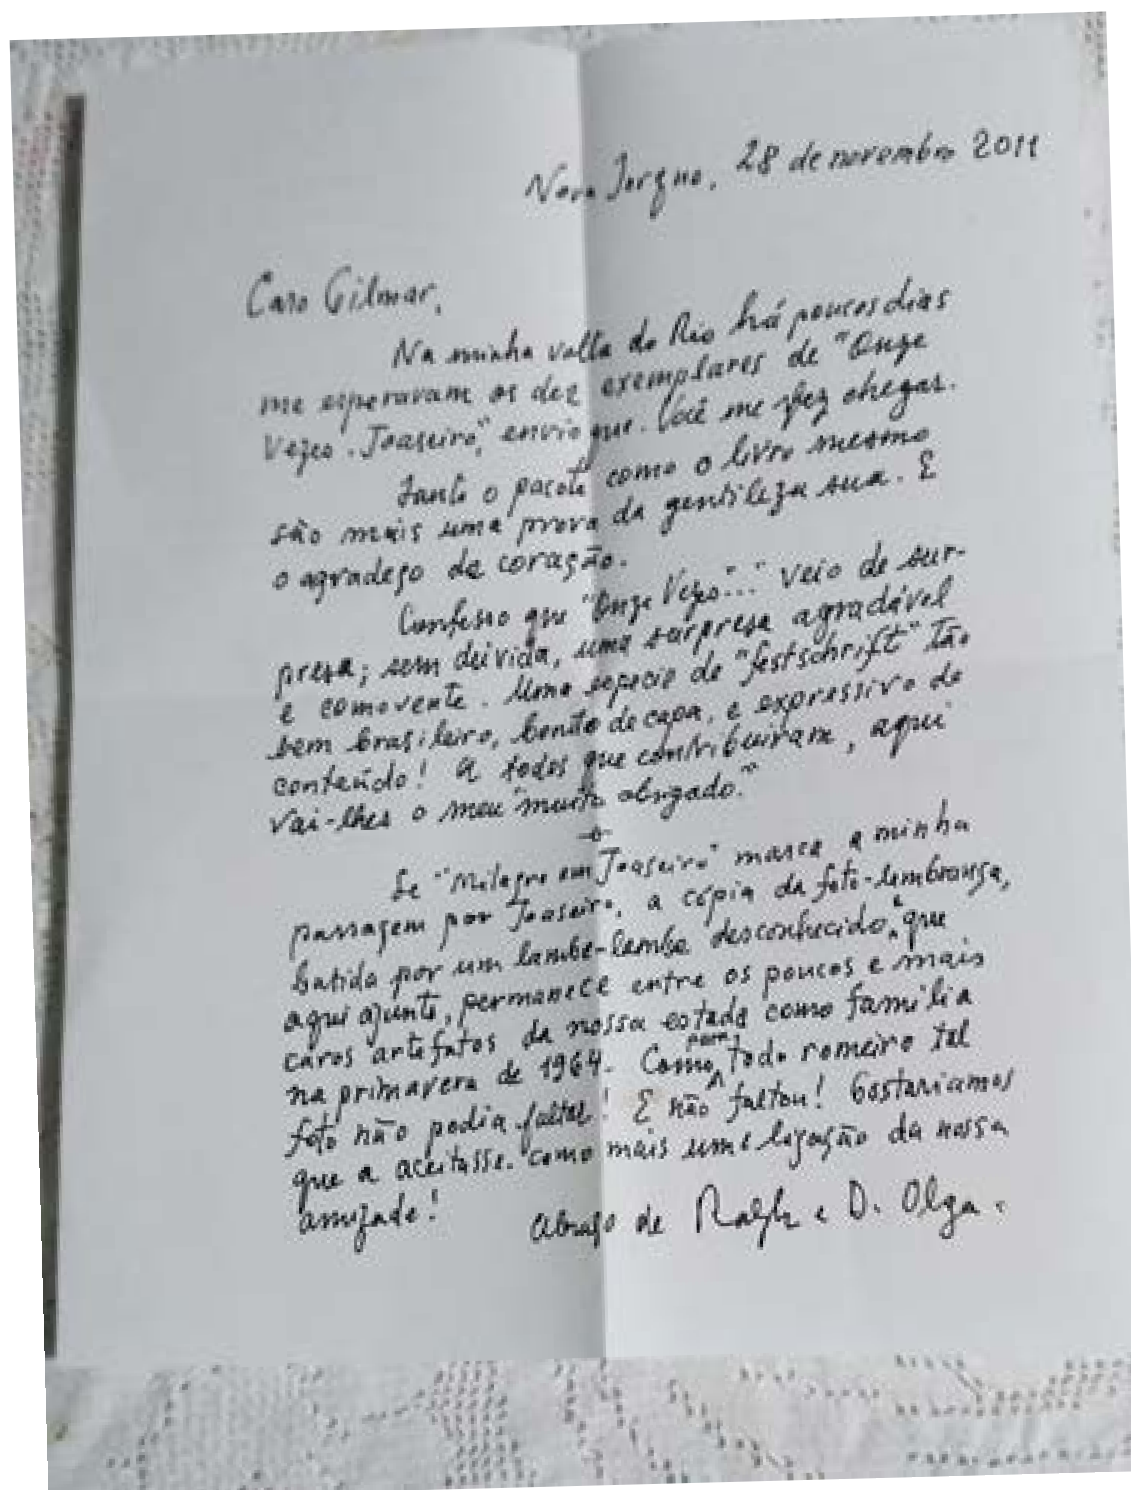 Nova Jorque, 28 de novembro 2011
Caro Gilmar,
Na minha volta do Rio há poucos dias
me esperavam os dez exemplares de "Onze
Vezes Joaseiro," envio que Você me fez chegar.
Tanto o pacote como o livro mesmo
são mais uma prova da gentileza sua. E
o agradeço de coração.
Confesso que "Onze Vezes..." veio de sur-
presa; sem dúvida, uma surpresa agradável
e comovente. Uma especie de "festschrift" tão
bem brasileiro, bonito de capa, e expressivo de
conteúdo! A todos que contribuiram, aqui
vai-lhes o meu "muito obrigado."
Se "Milagre em Joaseiro" marca a minha
passagem por Joaseiro, a cópia da foto-lembrança,
batida por um lambe-lambe desconhecido, que
aqui ajunto, permanece entre os poucos e mais
caros artefatos da nossa estada como família
na primavera de 1964. Como para todo romeiro tal
foto não podia faltar! E não faltou! Gostariamos
que a aceitasse como mais uma ligação da nossa
amizade!
Abraço de Ralph e D. Olga.